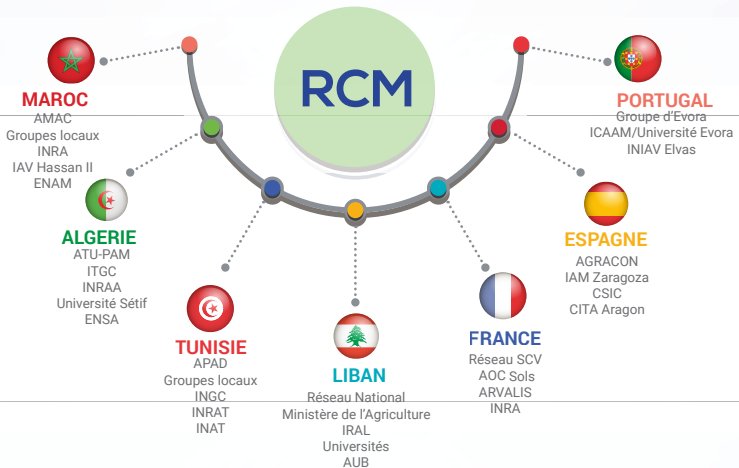 RCM
MAROC
AMAC
Groupes locaux
INRA
IAV Hassan II
ENAM
ALGERIE
ATU-PAM
ITGC
INRAA
Université Sétif
ENSA
TUNISIE
APAD
Groupes locaux
INGC
INRAT
INAT
LIBAN
Réseau National
Ministère de l'Agriculture
IRAL
Universités
AUB
FRANCE
Réseau SCV
AOC Sols
ARVALIS
INRA
ESPAGNE
AGRACON
IAM Zaragoza
CSIC
CITA Aragon
PORTUGAL
Groupe d'Evora
ICAAM/Université Evora
INIAV Elvas